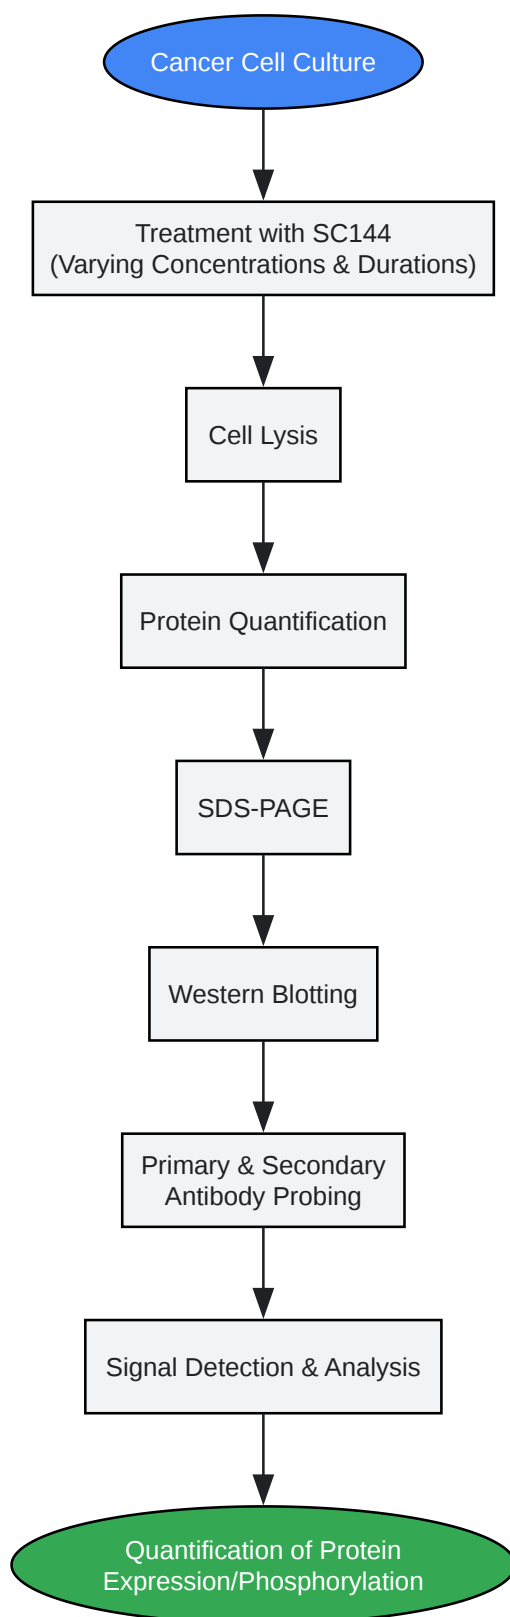 Cancer Cell Culture
Treatment with SC144
(Varying Concentrations & Durations)
Cell Lysis
Protein Quantification
SDS-PAGE
Western Blotting
Primary & Secondary
Antibody Probing
Signal Detection & Analysis
Quantification of Protein
Expression/Phosphorylation